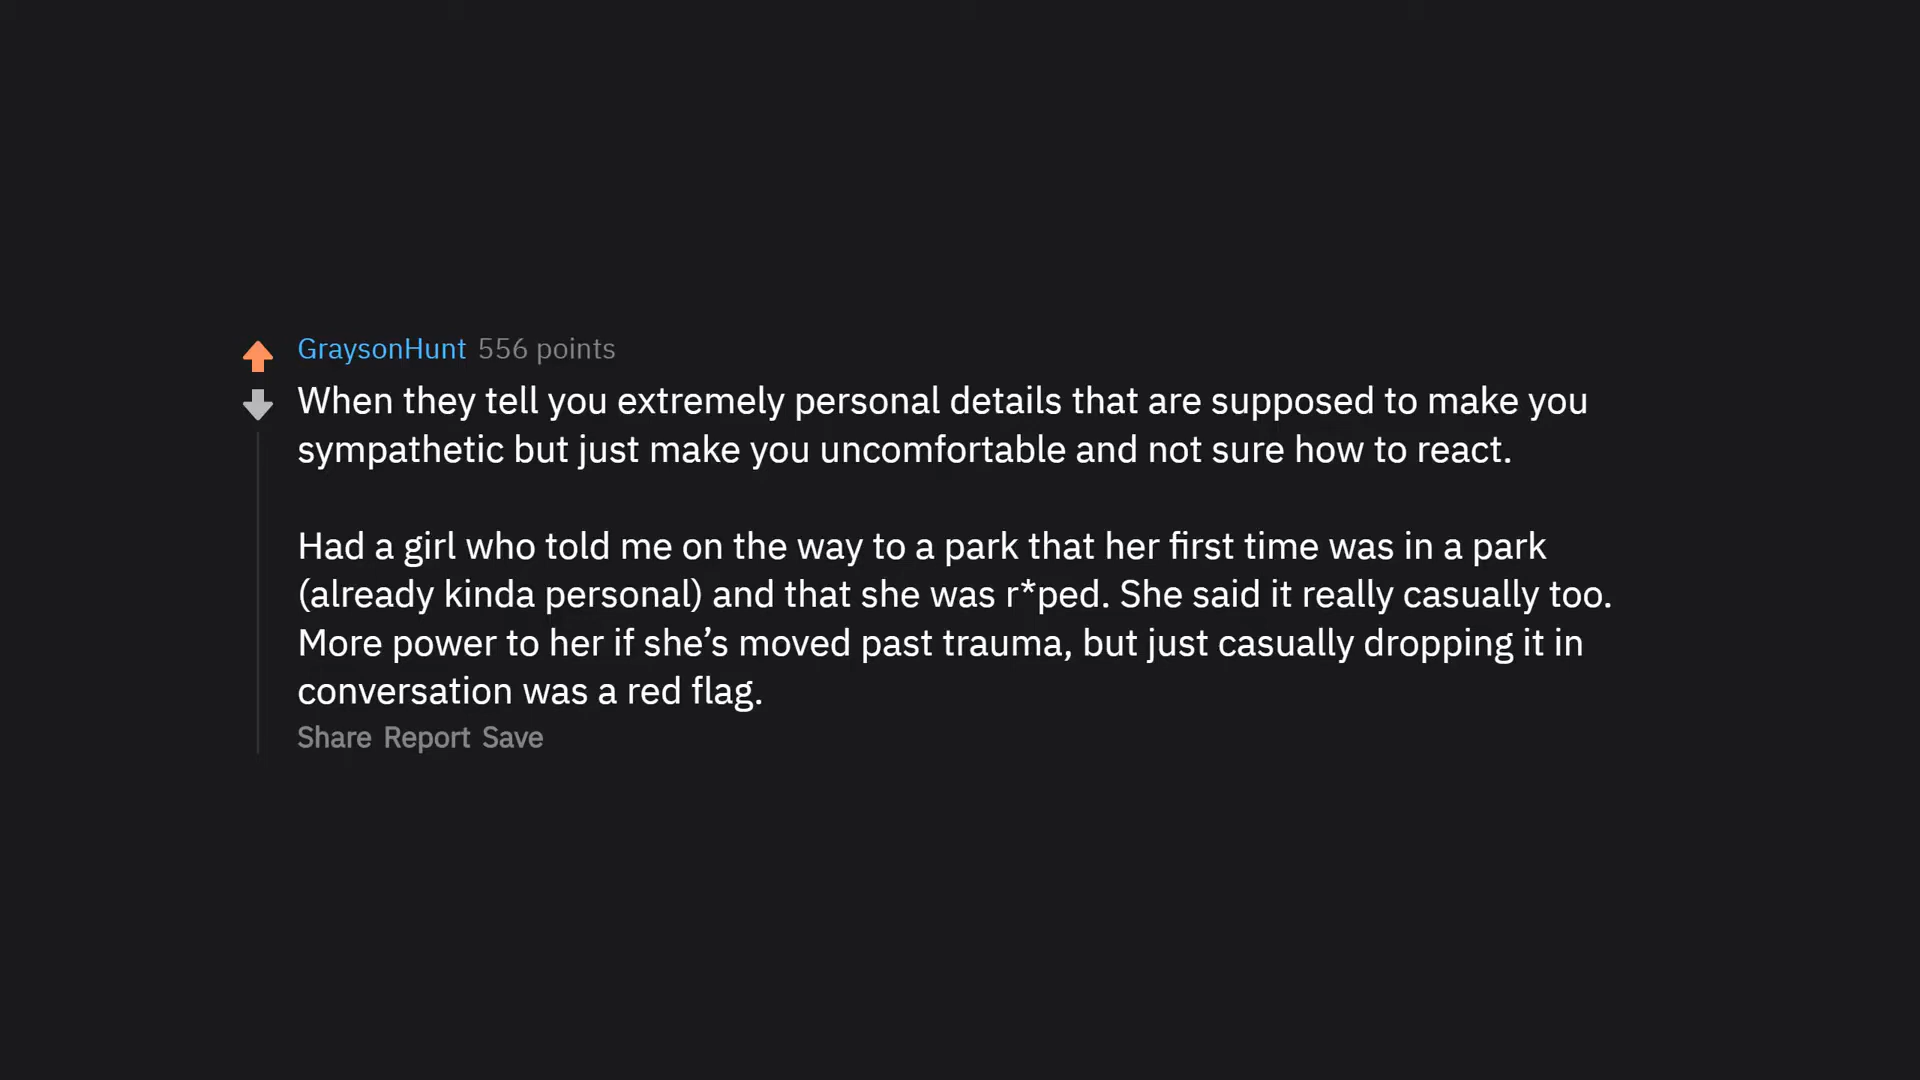 GraysonHunt 556 points
When they tell you extremely personal details that are supposed to make you
sympathetic but just make you uncomfortable and not sure how to react.
Had a girl who told me on the way to a park that her first time was in a park
(already kinda personal) and that she was r*ped. She said it really casually too.
More power to her if she’s moved past trauma, but just casually dropping it in
conversation was a red flag.
Share Report Save